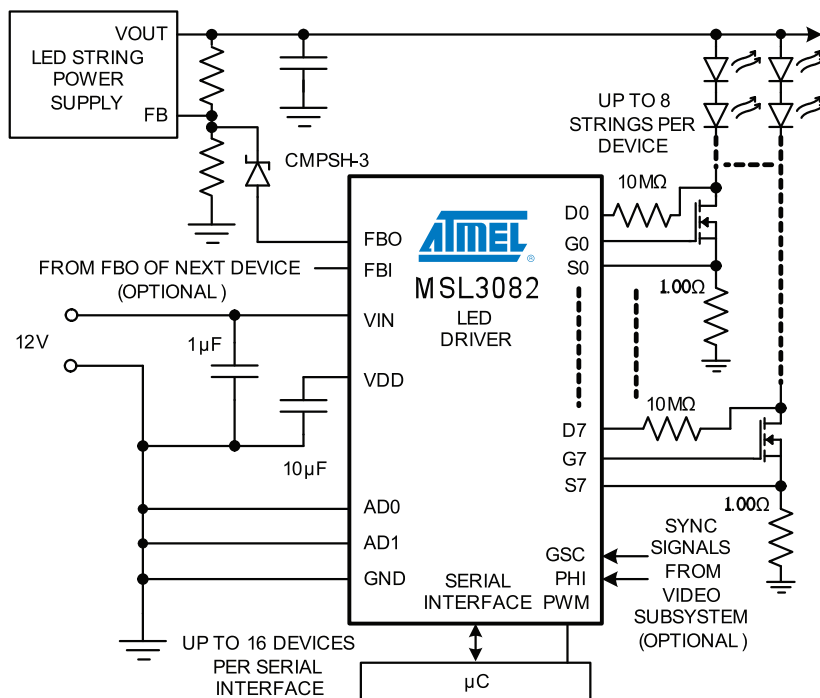 VOUT
LED STRING
POWER
SUPPLY
FB
UP TO 8
STRINGS PER
DEVICE
CMPSH-3
10MΩ
D0
G0
S0
FBO
FBI
FROM FBO OF NEXT DEVICE
(OPTIONAL)
ATMEL
®
MSL3082
LED
DRIVER
1.00Ω
VIN
12V
1µF
VDD
10µF
10MΩ
D7
G7
S7
1.00Ω
AD0
AD1
GND
GSC
PHI
PWM
SERIAL
INTERFACE
SYNC
SIGNALS
FROM
VIDEO
SUBSYSTEM
(OPTIONAL)
UP TO 16 DEVICES
PER SERIAL
INTERFACE
µC